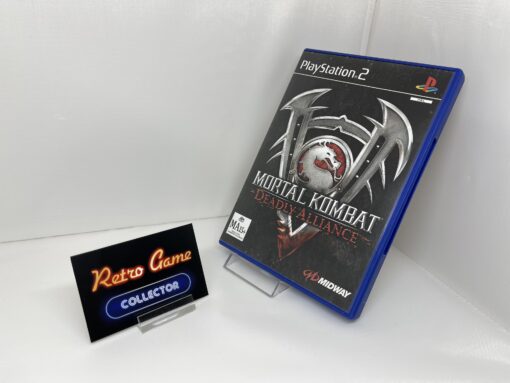 PlayStation®2
MORTAL KOMBAT
DEADLY ALLIANCE
MA15+
MIDWAY
Retro Game
COLLECTOR